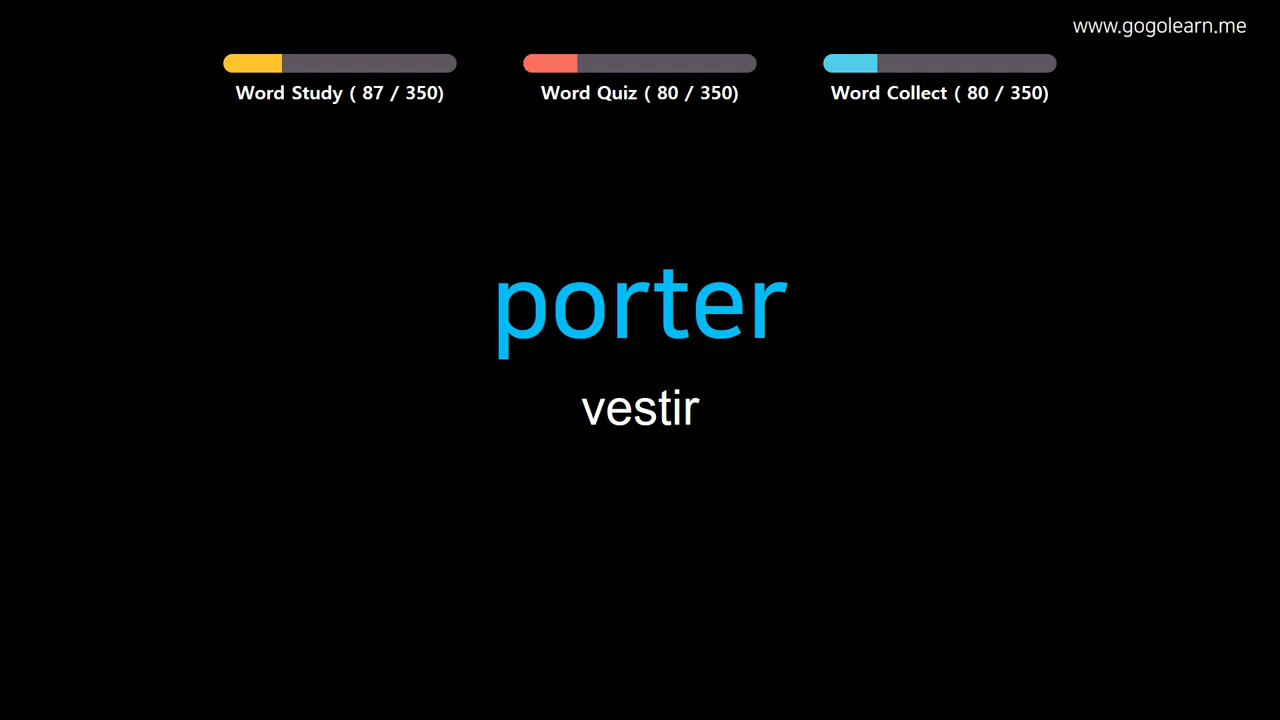 www.gogolearn.me
Word Study ( 87 / 350)
Word Quiz ( 80 / 350)
Word Collect ( 80 / 350)
porter
vestir